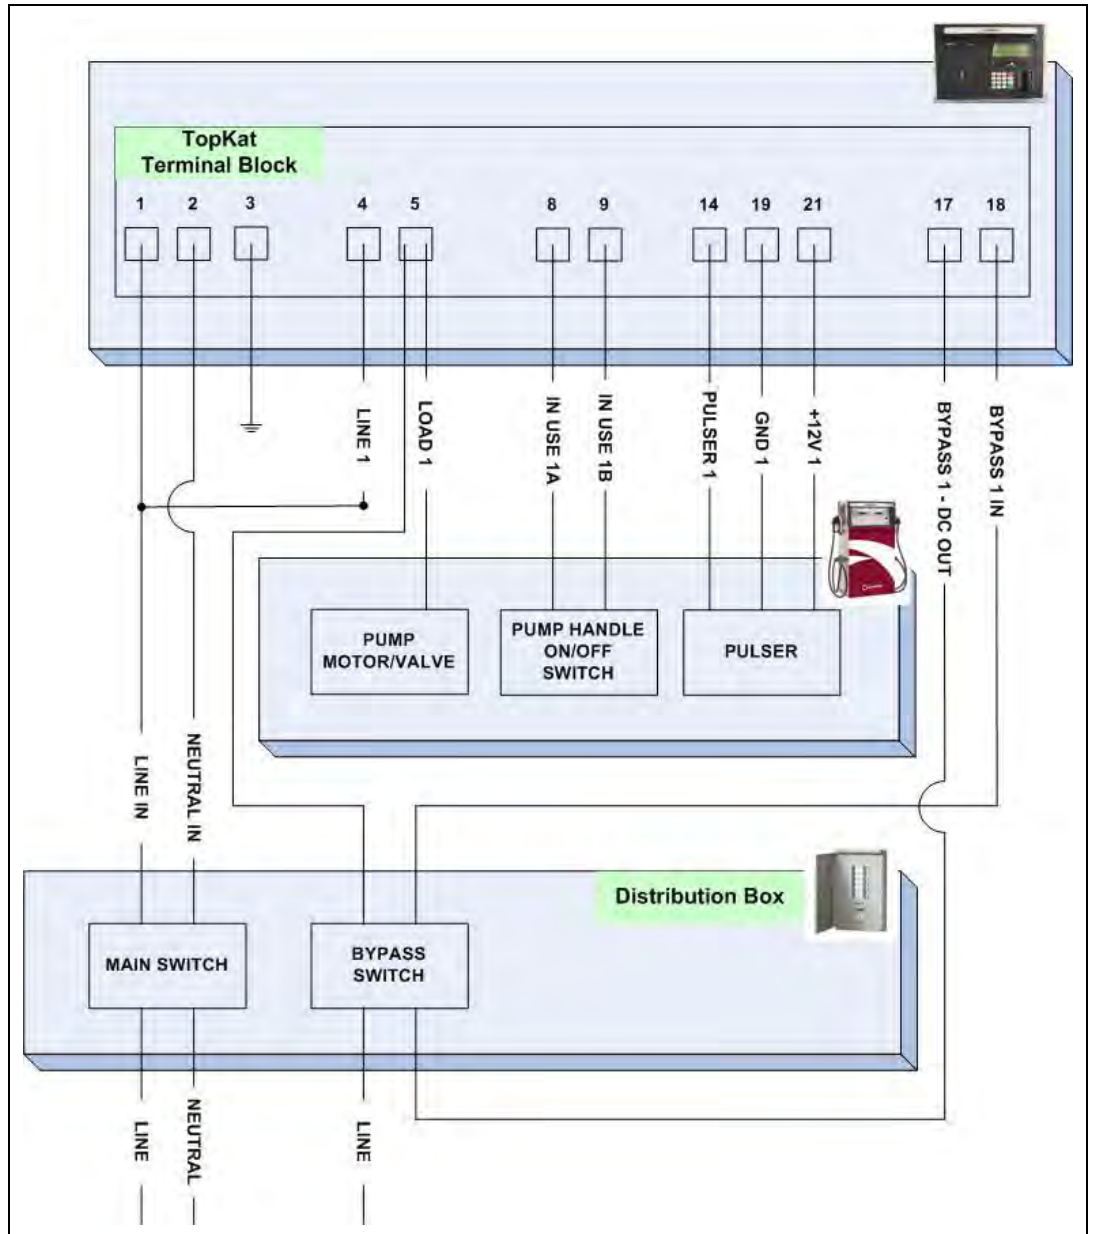 TopKat
Terminal Block
1 2 3 4 5 8 9 14 19 21 17 18
LINE 1
LOAD 1
IN USE 1A
IN USE 1B
PULSER 1
GND 1
+12V 1
BYPASS 1 - DC OUT
BYPASS 1 IN
PUMP
MOTOR/VALVE
PUMP HANDLE
ON/OFF
SWITCH
PULSER
LINE IN
NEUTRAL IN
Distribution Box
MAIN SWITCH
BYPASS
SWITCH
LINE
NEUTRAL
LINE